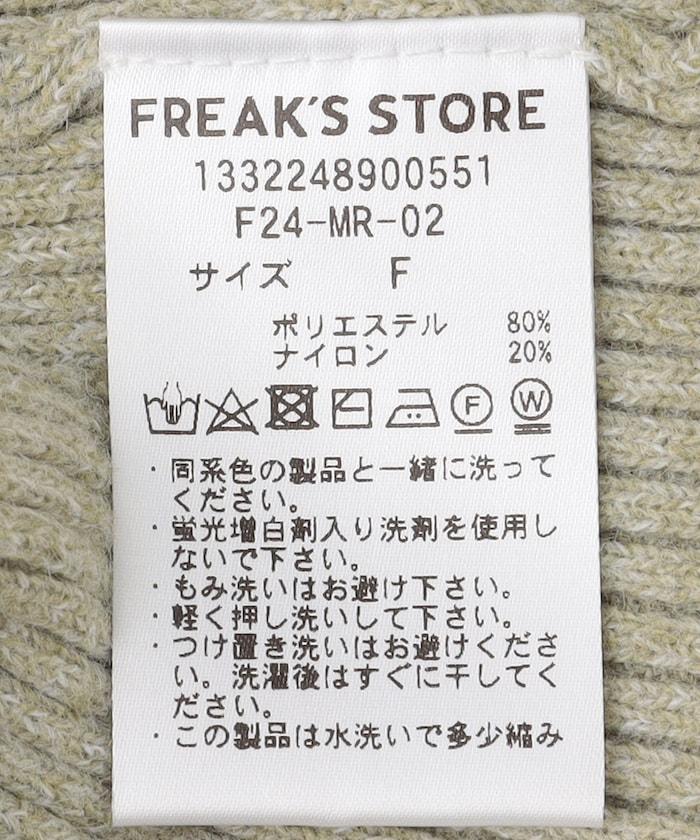 FREAK'S STORE
1332248900551
F24-MR-02
サイズ F
ポリエステル 80%
ナイロン 20%
F W
・同系色の製品と一緒に洗って
ください。
・蛍光増白剤入り洗剤を使用し
ないで下さい。
・もみ洗いはお避け下さい。
・軽く押し洗いして下さい。
・つけ置き洗いはお避けくださ
い。洗濯後はすぐに干してく
ださい。
・この製品は水洗いで多少縮み